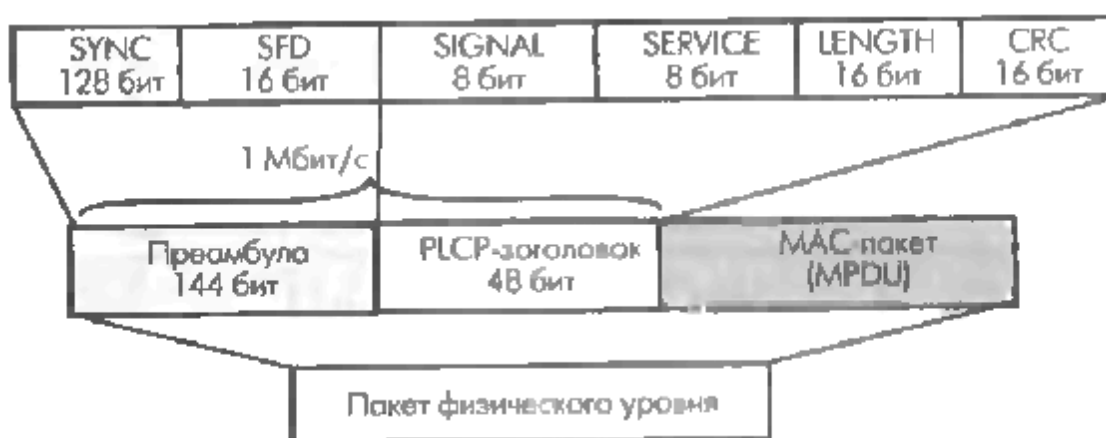 SYNC
128 бит
SFD
16 бит
SIGNAL
8 бит
SERVICE
8 бит
LENGTH
16 бит
CRC
16 бит
1 Мбит/с
Преамбула
144 бит
PLCP-заголовок
48 бит
MAC-пакет
(MPDU)
Пакет физического уровня